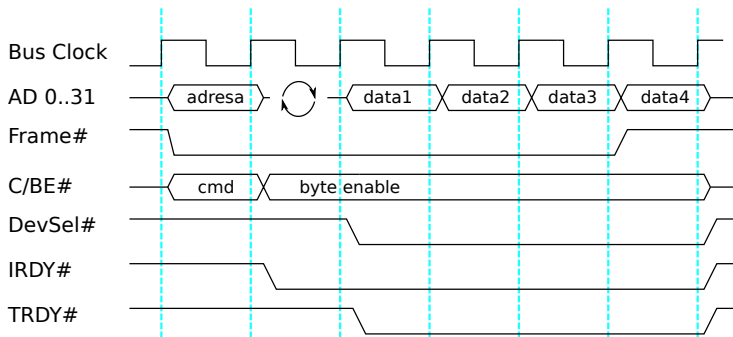 Bus Clock
AD 0..31 adresa data1 data2 data3 data4
Frame#
C/BE# cmd byte enable
DevSel#
IRDY#
TRDY#